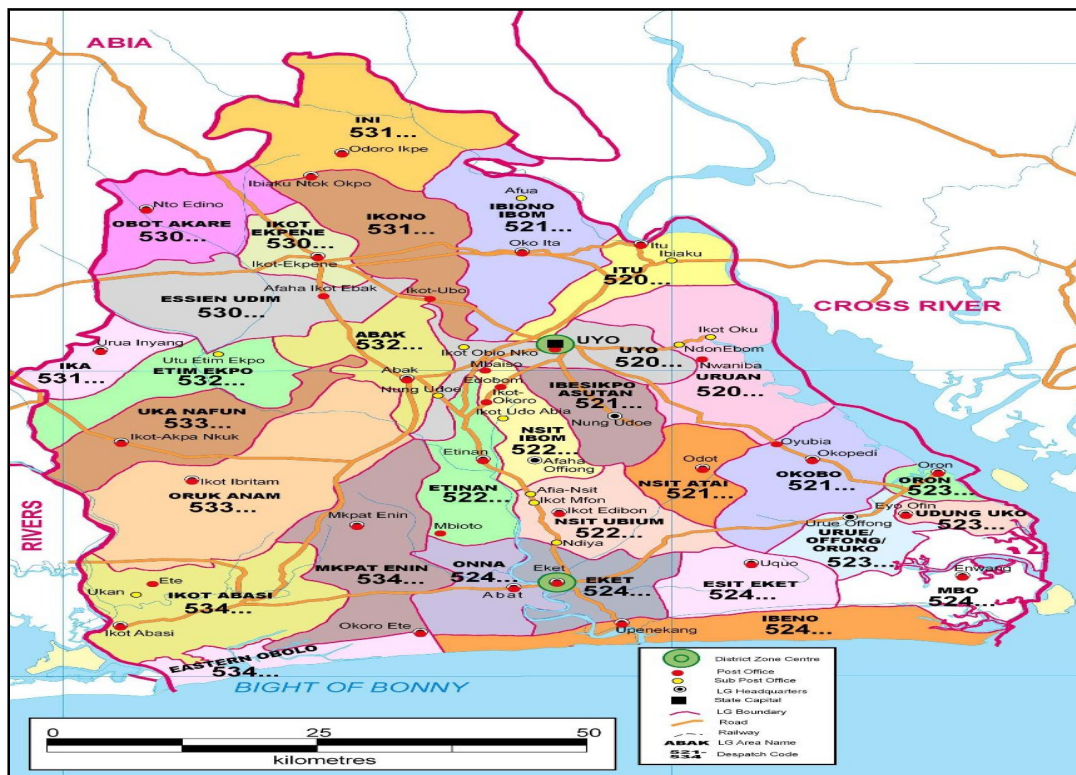 ABIA
INI
531...
Odoro Ikpe
Ibiaku Ntok Okpo
Nto Edino
OBOT AKARE
530...
IKOT
EKPENE
530...
Ikot-Ekpene
IKONO
531...
Afua
IBIONO
IBOM
521...
Oko Ita
Itu
Ibiaku
ITU
520...
CROSS RIVER
ESSIEN UDIM
530...
Afaha Ikot Ebak
Ikot-Ubo
Urua Inyang
IKA
531...
Utu Etim Ekpo
ETIM EKPO
532...
ABAK
532...
Abak
Nung Udoe
Ikot Obio Nko
Mbaiso
Edobom
Ikot-
Okoro
Ikot Udo Abia
UYO
UYO
520...
Ikot Oku
NdonEbom
Nwaniba
URUAN
520...
IBESIKPO
ASUTAN
521...
Nung Udoe
UKA NAFUN
533...
Ikot-Akpa Nkuk
NSIT
IBOM
522...
Afaha
Offiong
Etinan
ETINAN
522...
Mbioto
Ikot Ibritam
ORUK ANAM
533...
Odot
NSIT ATAI
521...
Oyubia
Okopedi
OKOBO
521...
Oron
ORON
523...
Eyo Ofin
UDUNG UKO
523...
Urue Offong
URUE/
OFFONG/
ORUKO
523...
Afia-Nsit
Ikot Mfon
Ikot Edibon
NSIT UBIUM
522...
Ndiya
RIVERS
Mkpat Enin
MKPAT ENIN
534...
ONNA
524...
Abat
Eket
EKET
524...
Uquo
ESIT EKET
524...
Enwang
MBO
524...
Ete
Ukan
IKOT ABASI
534...
Ikot Abasi
Okoro Ete
Upenekang
IBENO
524...
EASTERN OBOLO
534...
BIGHT OF BONNY
0
25
50
kilometres
District Zone Centre
Post Office
Sub Post Office
LG Headquarters
State Capital
LG Boundary
Road
Railway
ABAK LG Area Name
521-
534 Despatch Code